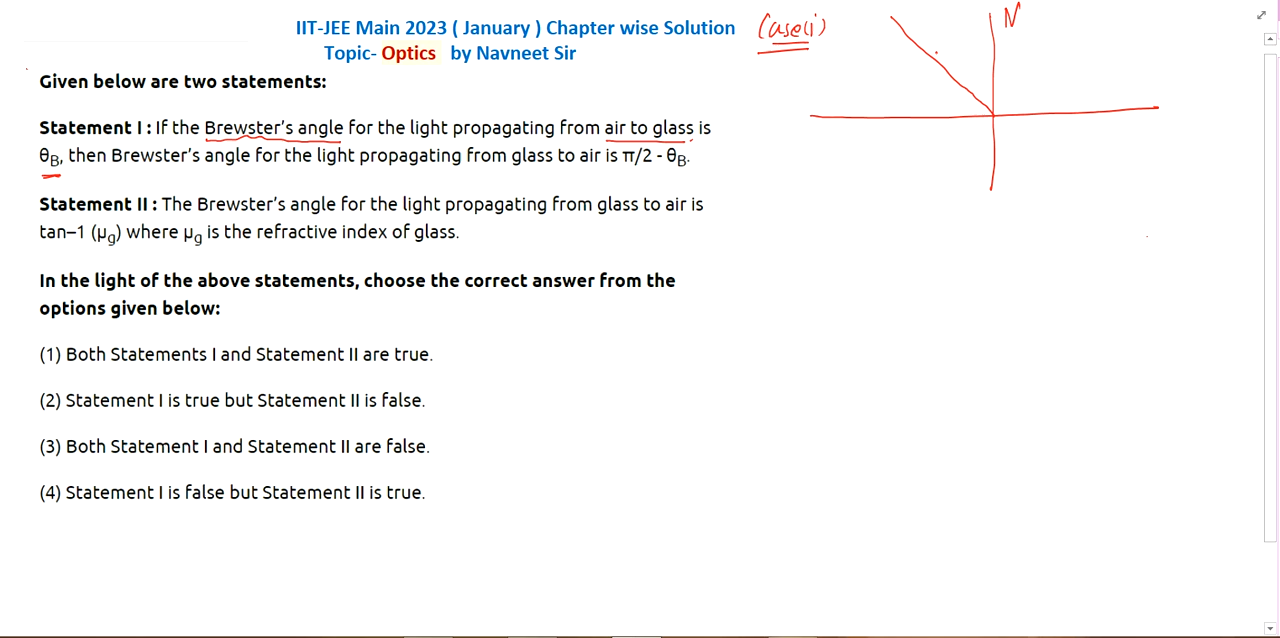 IIT-JEE Main 2023 ( January ) Chapter wise Solution
Topic- Optics by Navneet Sir
Case(i)
N
Given below are two statements:
Statement I : If the Brewster’s angle for the light propagating from air to glass is
θB, then Brewster’s angle for the light propagating from glass to air is π/2 - θB.
Statement II : The Brewster’s angle for the light propagating from glass to air is
tan–1 (μg) where μg is the refractive index of glass.
In the light of the above statements, choose the correct answer from the
options given below:
(1) Both Statements I and Statement II are true.
(2) Statement I is true but Statement II is false.
(3) Both Statement I and Statement II are false.
(4) Statement I is false but Statement II is true.